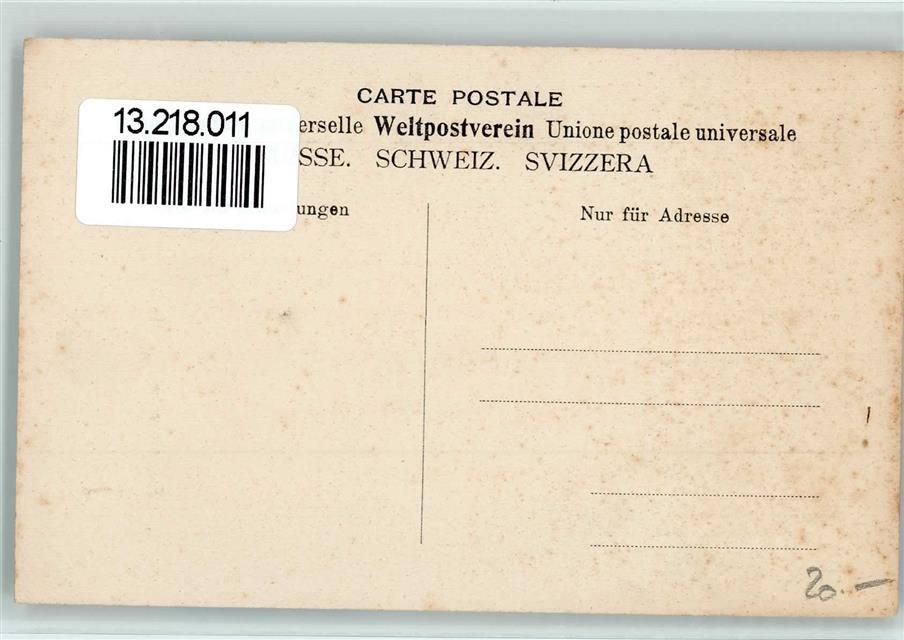 CARTE POSTALE
13.218.011
erselle Weltpostverein Unione postale universale
SSE. SCHWEIZ. SVIZZERA
ungen
Nur für Adresse
20.—